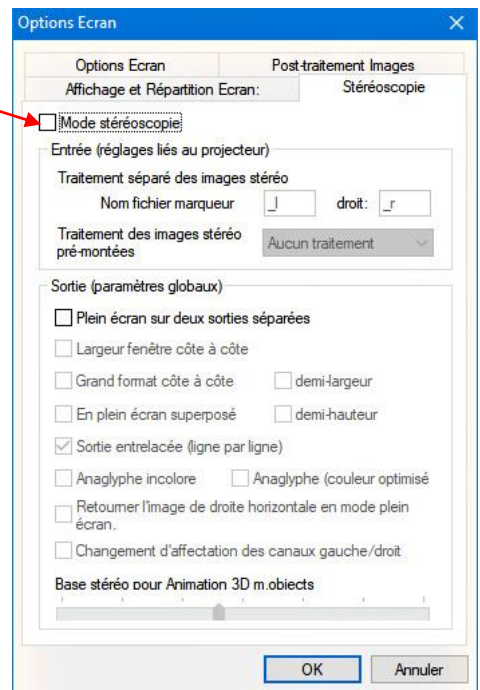 Options Ecran
Options Ecran Post-traitement Images
Affichage et Répartition Ecran: Stéréoscopie
Mode stéréoscopie
Entrée (réglages liés au projecteur)
Traitement séparé des images stéréo
Nom fichier marqueur _l droit: _r
Traitement des images stéréo
pré-montées
Aucun traitement
Sortie (paramètres globaux)
Plein écran sur deux sorties séparées
Largeur fenêtre côte à côte
Grand format côte à côte demi-largeur
En plein écran superposé demi-hauteur
Sortie entrelacée (ligne par ligne)
Anaglyphe incolore Anaglyphe (couleur optimisé
Retourner l'image de droite horizontale en mode plein
écran.
Changement d'affectation des canaux gauche/droit
Base stéréo pour Animation 3D m.objects
OK Annuler